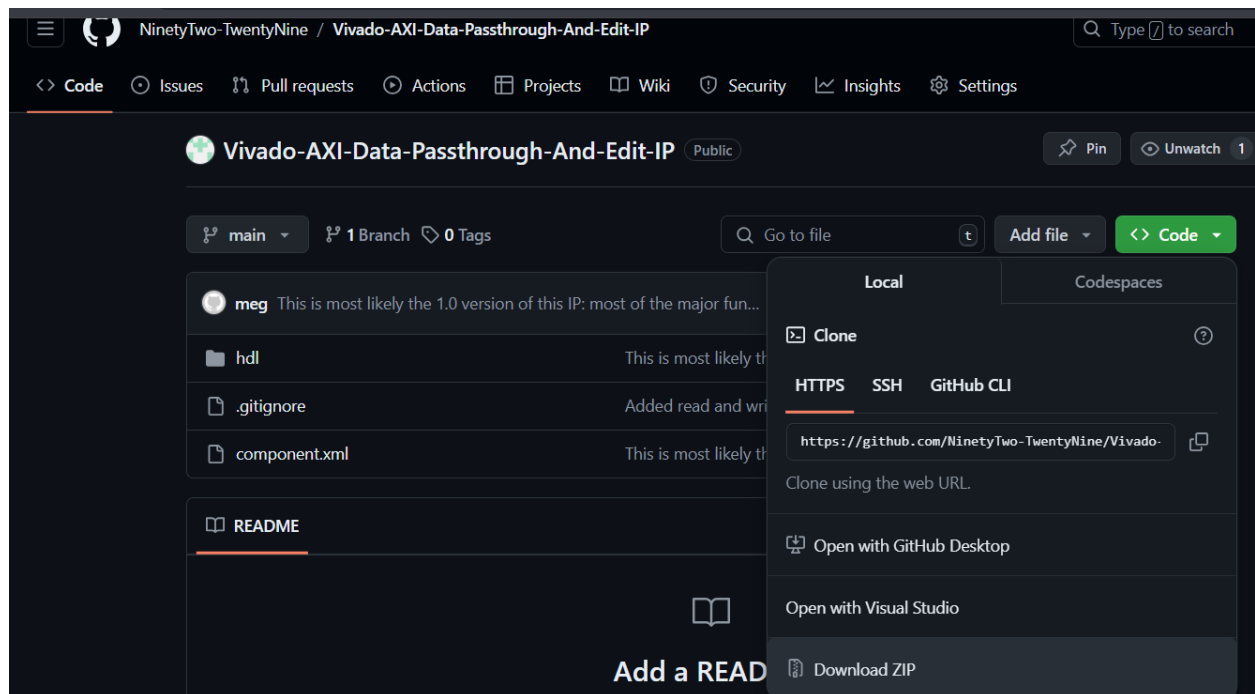 NinetyTwo-TwentyNine / Vivado-AXI-Data-Passthrough-And-Edit-IP
Type / to search
Code Issues Pull requests Actions Projects Wiki Security Insights Settings
Vivado-AXI-Data-Passthrough-And-Edit-IP Public
Pin Unwatch 1
main 1 Branch 0 Tags
Go to file t Add file <> Code
Local Codespaces
meg This is most likely the 1.0 version of this IP: most of the major fun...
Clone
hdl This is most likely th
HTTPS SSH GitHub CLI
.gitignore Added read and wri
https://github.com/NinetyTwo-TwentyNine/Vivado-
component.xml This is most likely th
Clone using the web URL.
README
Open with GitHub Desktop
Open with Visual Studio
Add a READ
Download ZIP